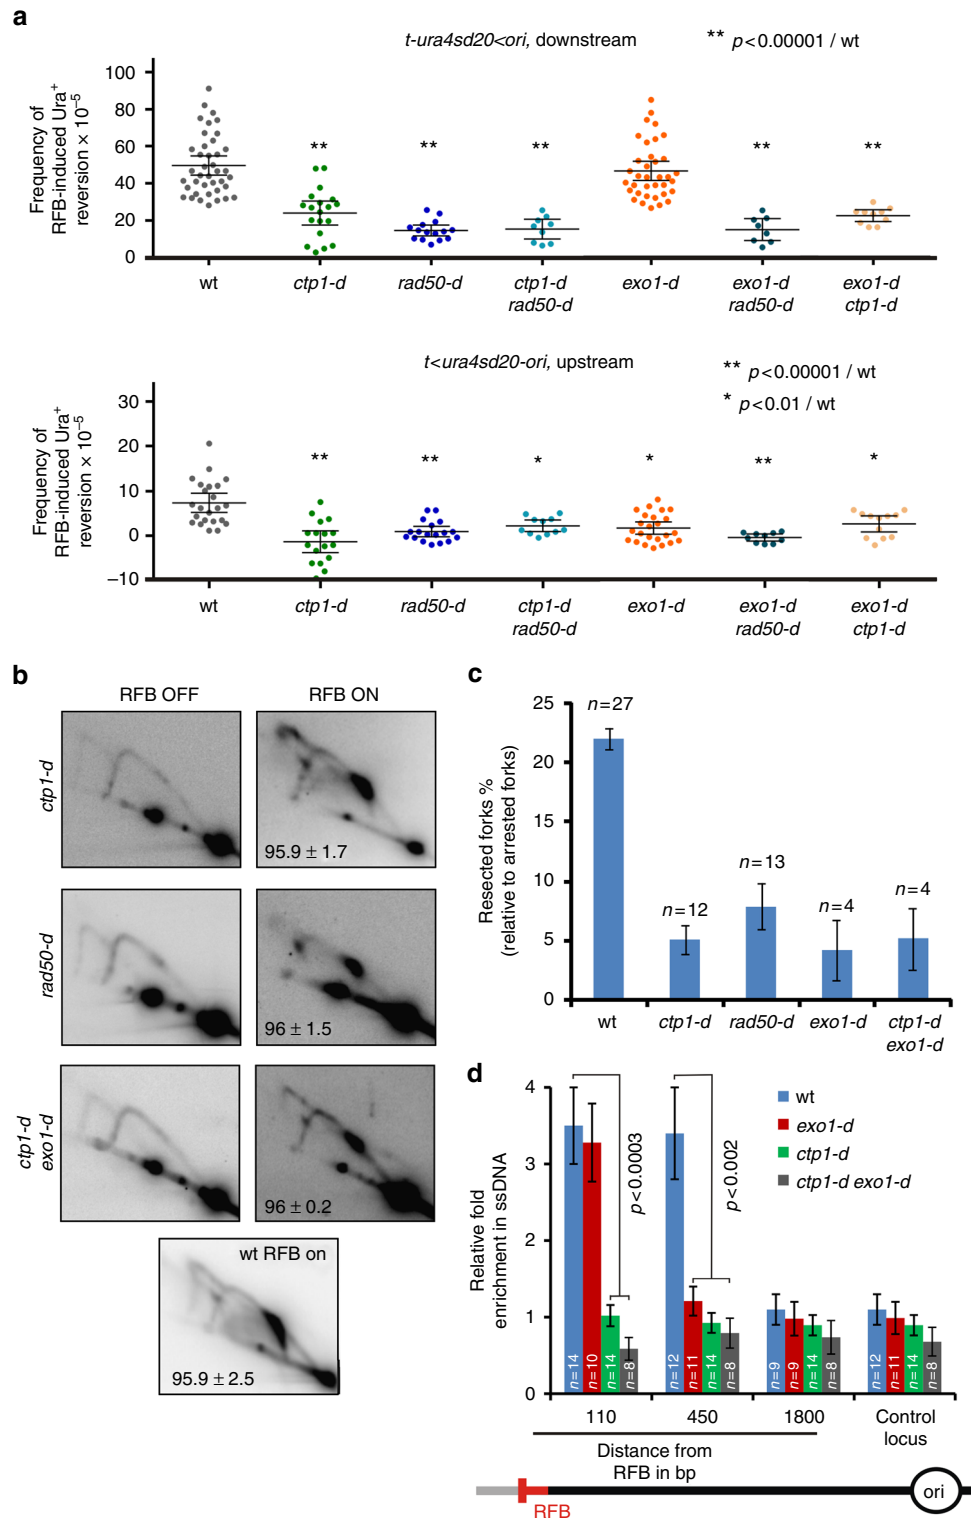 a
t-ura4sd20<ori, downstream
** p<0.00001 / wt
Frequency of
RFB-induced Ura+
reversion × 10−5
100
80
60
40
20
0
** ** ** ** **
wt ctp1-d rad50-d ctp1-d rad50-d exo1-d exo1-d rad50-d exo1-d ctp1-d
t<ura4sd20-ori, upstream
** p<0.00001 / wt
* p<0.01 / wt
Frequency of
RFB-induced Ura+
reversion × 10−5
30
20
10
0
−10
** ** * * ** *
wt ctp1-d rad50-d ctp1-d rad50-d exo1-d exo1-d rad50-d exo1-d ctp1-d
b
RFB OFF RFB ON
ctp1-d
95.9 ± 1.7
rad50-d
96 ± 1.5
ctp1-d
exo1-d
96 ± 0.2
wt RFB on
95.9 ± 2.5
c
Resected forks %
(relative to arrested forks)
25
20
15
10
5
0
n=27
n=12
n=13
n=4
n=4
wt ctp1-d rad50-d exo1-d ctp1-d exo1-d
d
Relative fold
enrichment in ssDNA
4
3
2
1
0
p<0.0003
p<0.002
wt
exo1-d
ctp1-d
ctp1-d exo1-d
n=14 n=10 n=14 n=8
n=12 n=11 n=14 n=8
n=9 n=9 n=14 n=8
n=12 n=11 n=14 n=8
110 450 1800 Control locus
Distance from
RFB in bp
RFB
ori